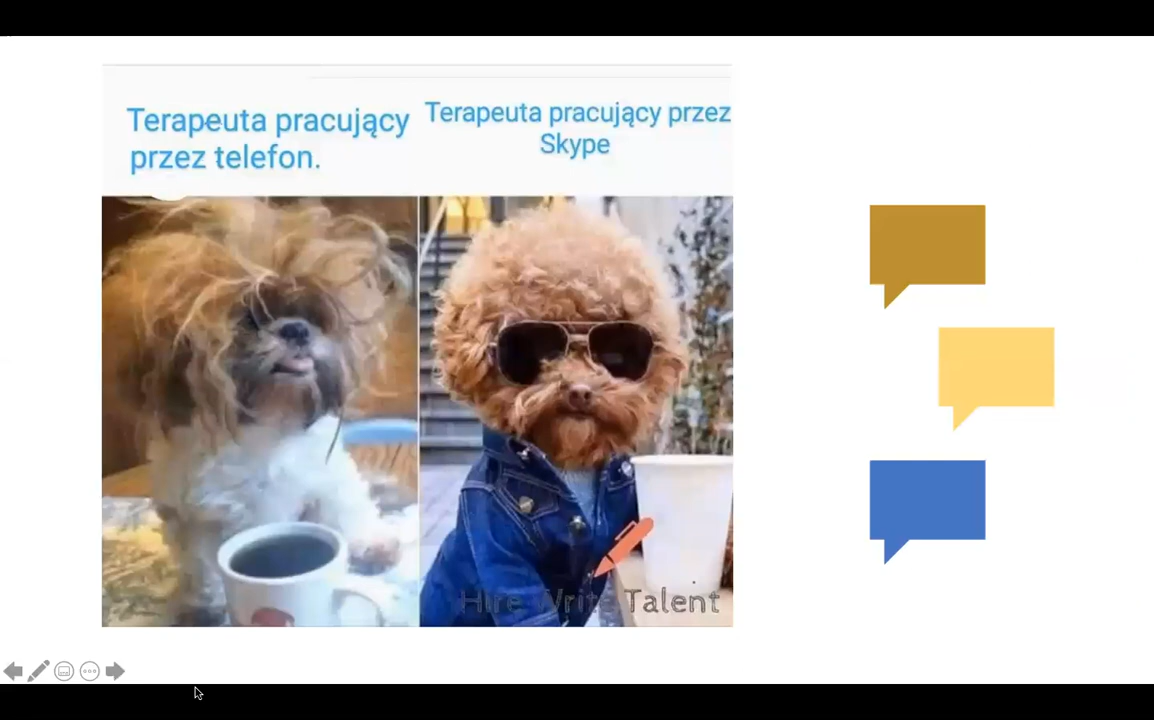 Terapeuta pracujący
przez telefon.
Terapeuta pracujący przez
Skype
Hire Write Talent